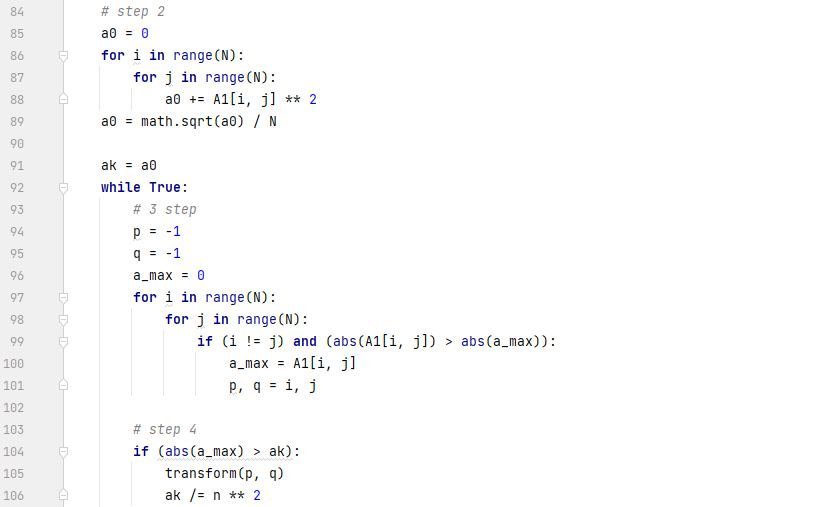 84 # step 2
85 a0 = 0
86 for i in range(N):
87 for j in range(N):
88 a0 += A1[i, j] ** 2
89 a0 = math.sqrt(a0) / N
90
91 ak = a0
92 while True:
93 # 3 step
94 p = -1
95 q = -1
96 a_max = 0
97 for i in range(N):
98 for j in range(N):
99 if (i != j) and (abs(A1[i, j]) > abs(a_max)):
100 a_max = A1[i, j]
101 p, q = i, j
102
103 # step 4
104 if (abs(a_max) > ak):
105 transform(p, q)
106 ak /= n ** 2